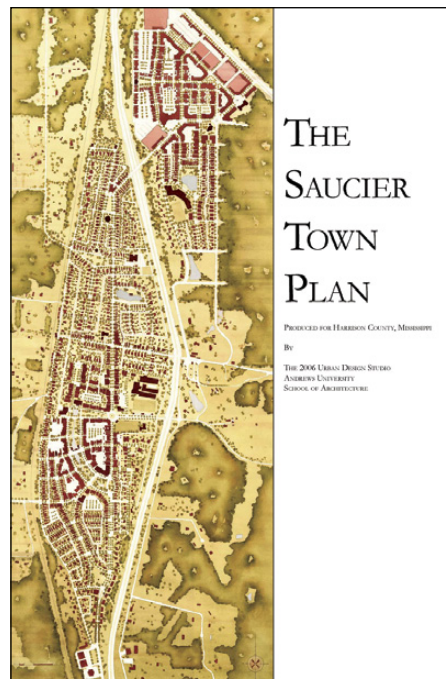 THE
SAUCIER
TOWN
PLAN
PRODUCED FOR HARRISON COUNTY, MISSISSIPPI
BY
THE 2006 URBAN DESIGN STUDIO
ANDREWS UNIVERSITY
SCHOOL OF ARCHITECTURE